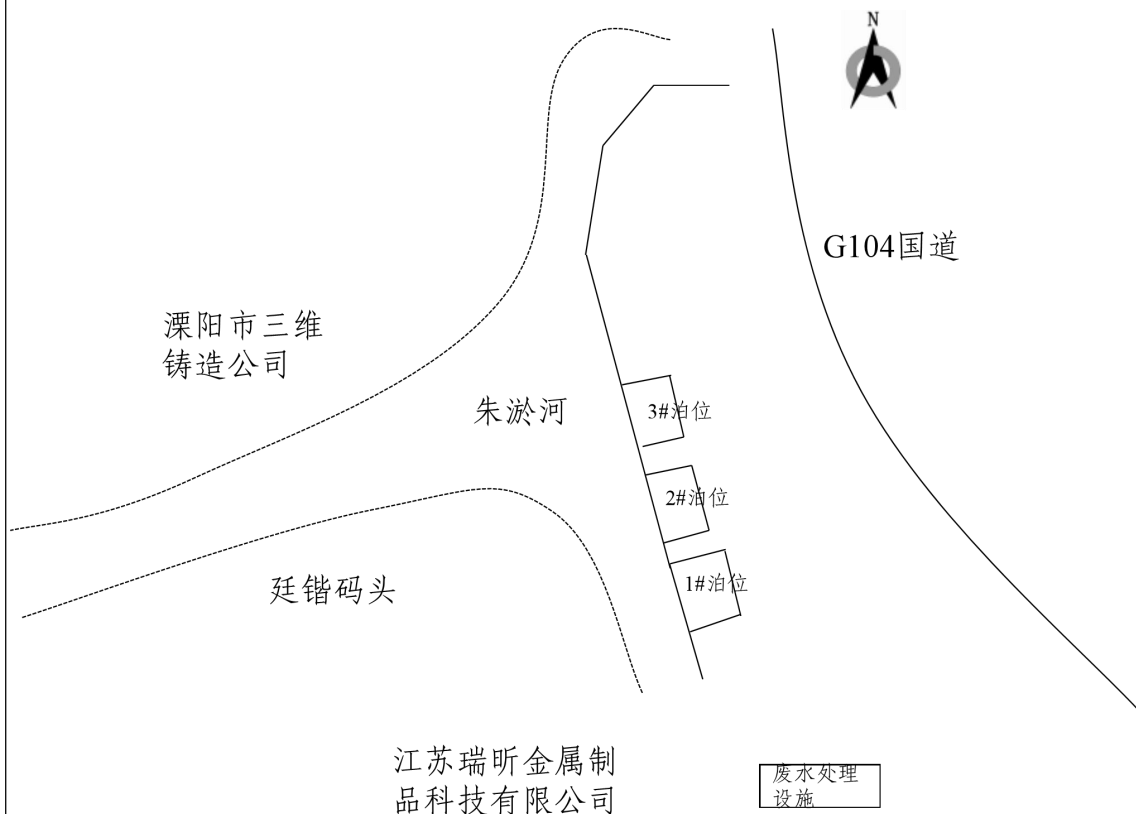 N
G104国道
溧阳市三维
铸造公司
朱淤河
3#泊位
2#泊位
1#泊位
廷锴码头
江苏瑞昕金属制
品科技有限公司
废水处理
设施